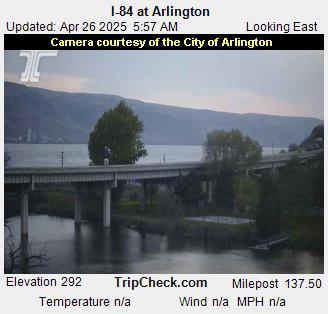 I-84 at Arlington
Updated: Apr 26 2025 5:57 AM Looking East
Camera courtesy of the City of Arlington
Elevation 292 TripCheck.com Milepost 137.50
Temperature n/a Wind n/a MPH n/a